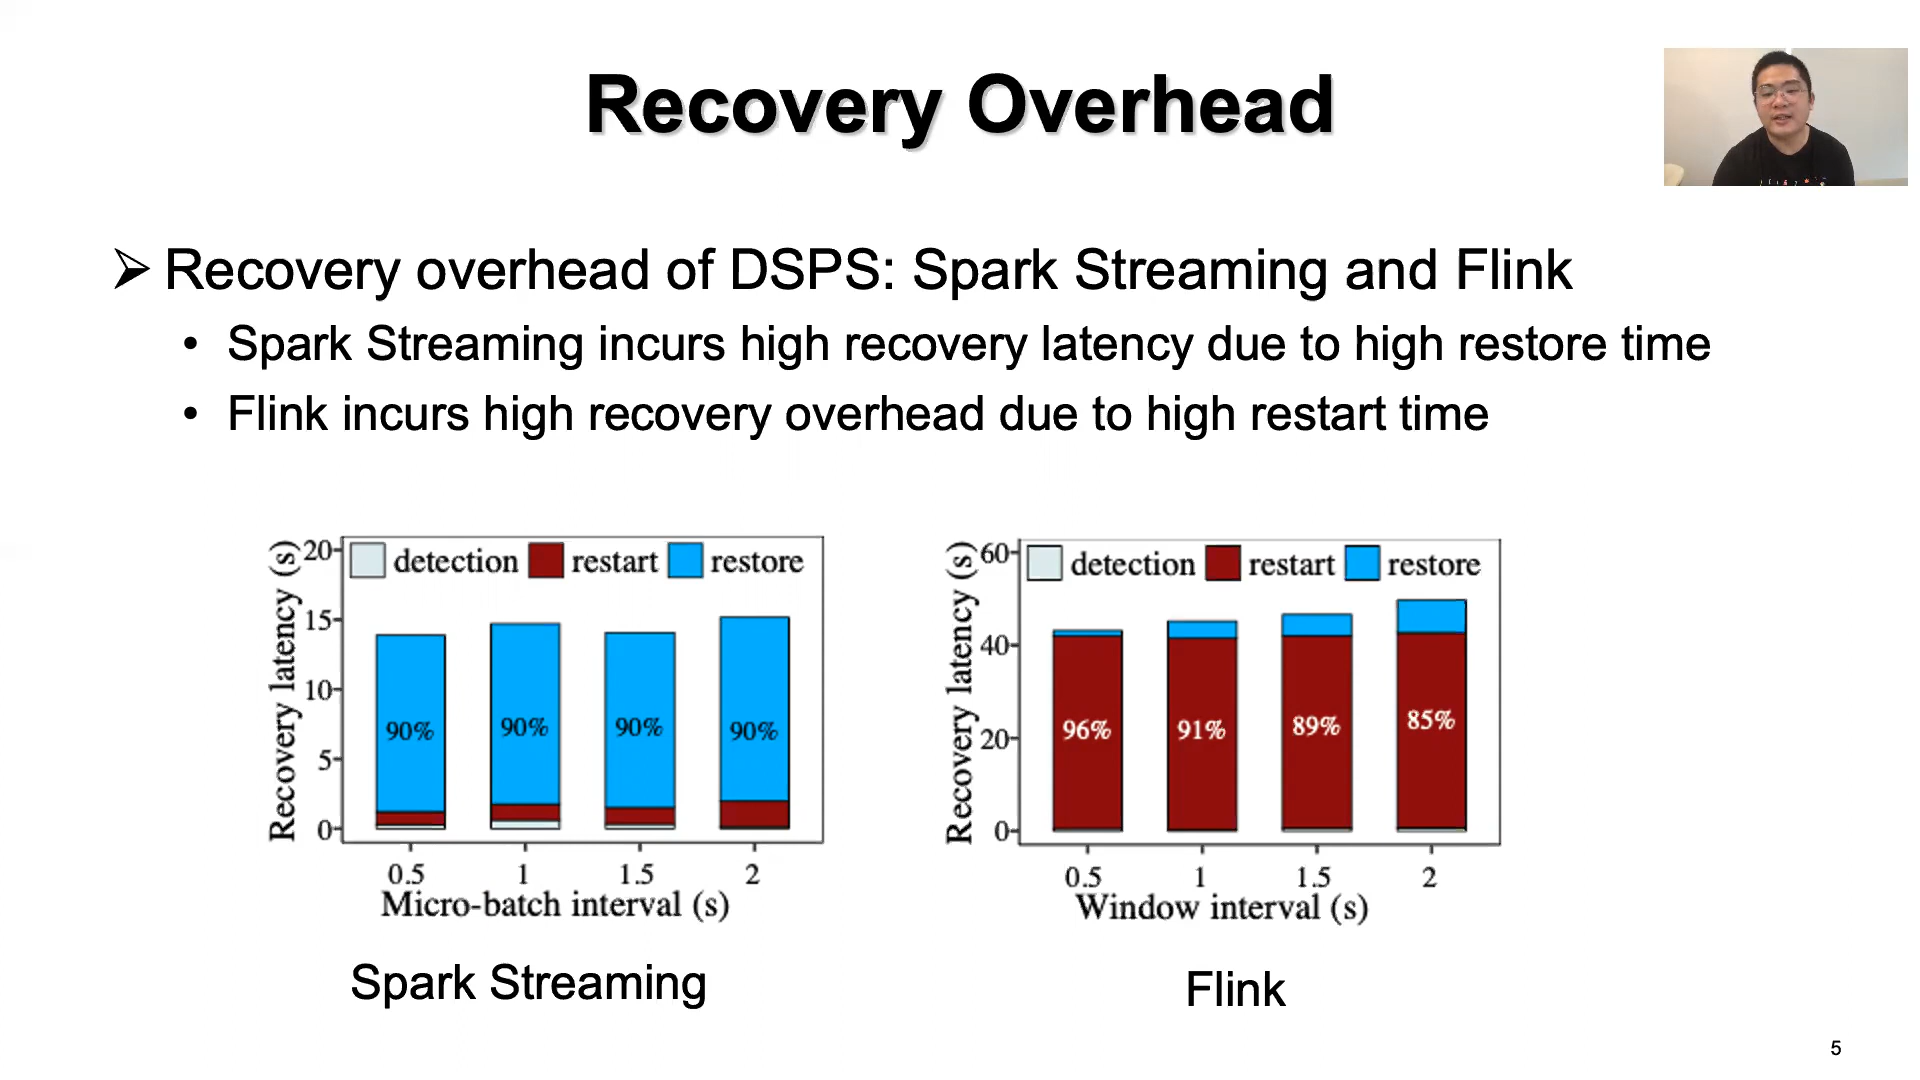 Recovery Overhead
➢ Recovery overhead of DSPS: Spark Streaming and Flink
• Spark Streaming incurs high recovery latency due to high restore time
• Flink incurs high recovery overhead due to high restart time
Recovery latency (s)
20
15
10
5
0
detection restart restore
90% 90% 90% 90%
0.5 1 1.5 2
Micro-batch interval (s)
Spark Streaming
Recovery latency (s)
60
40
20
0
detection restart restore
96% 91% 89% 85%
0.5 1 1.5 2
Window interval (s)
Flink
5